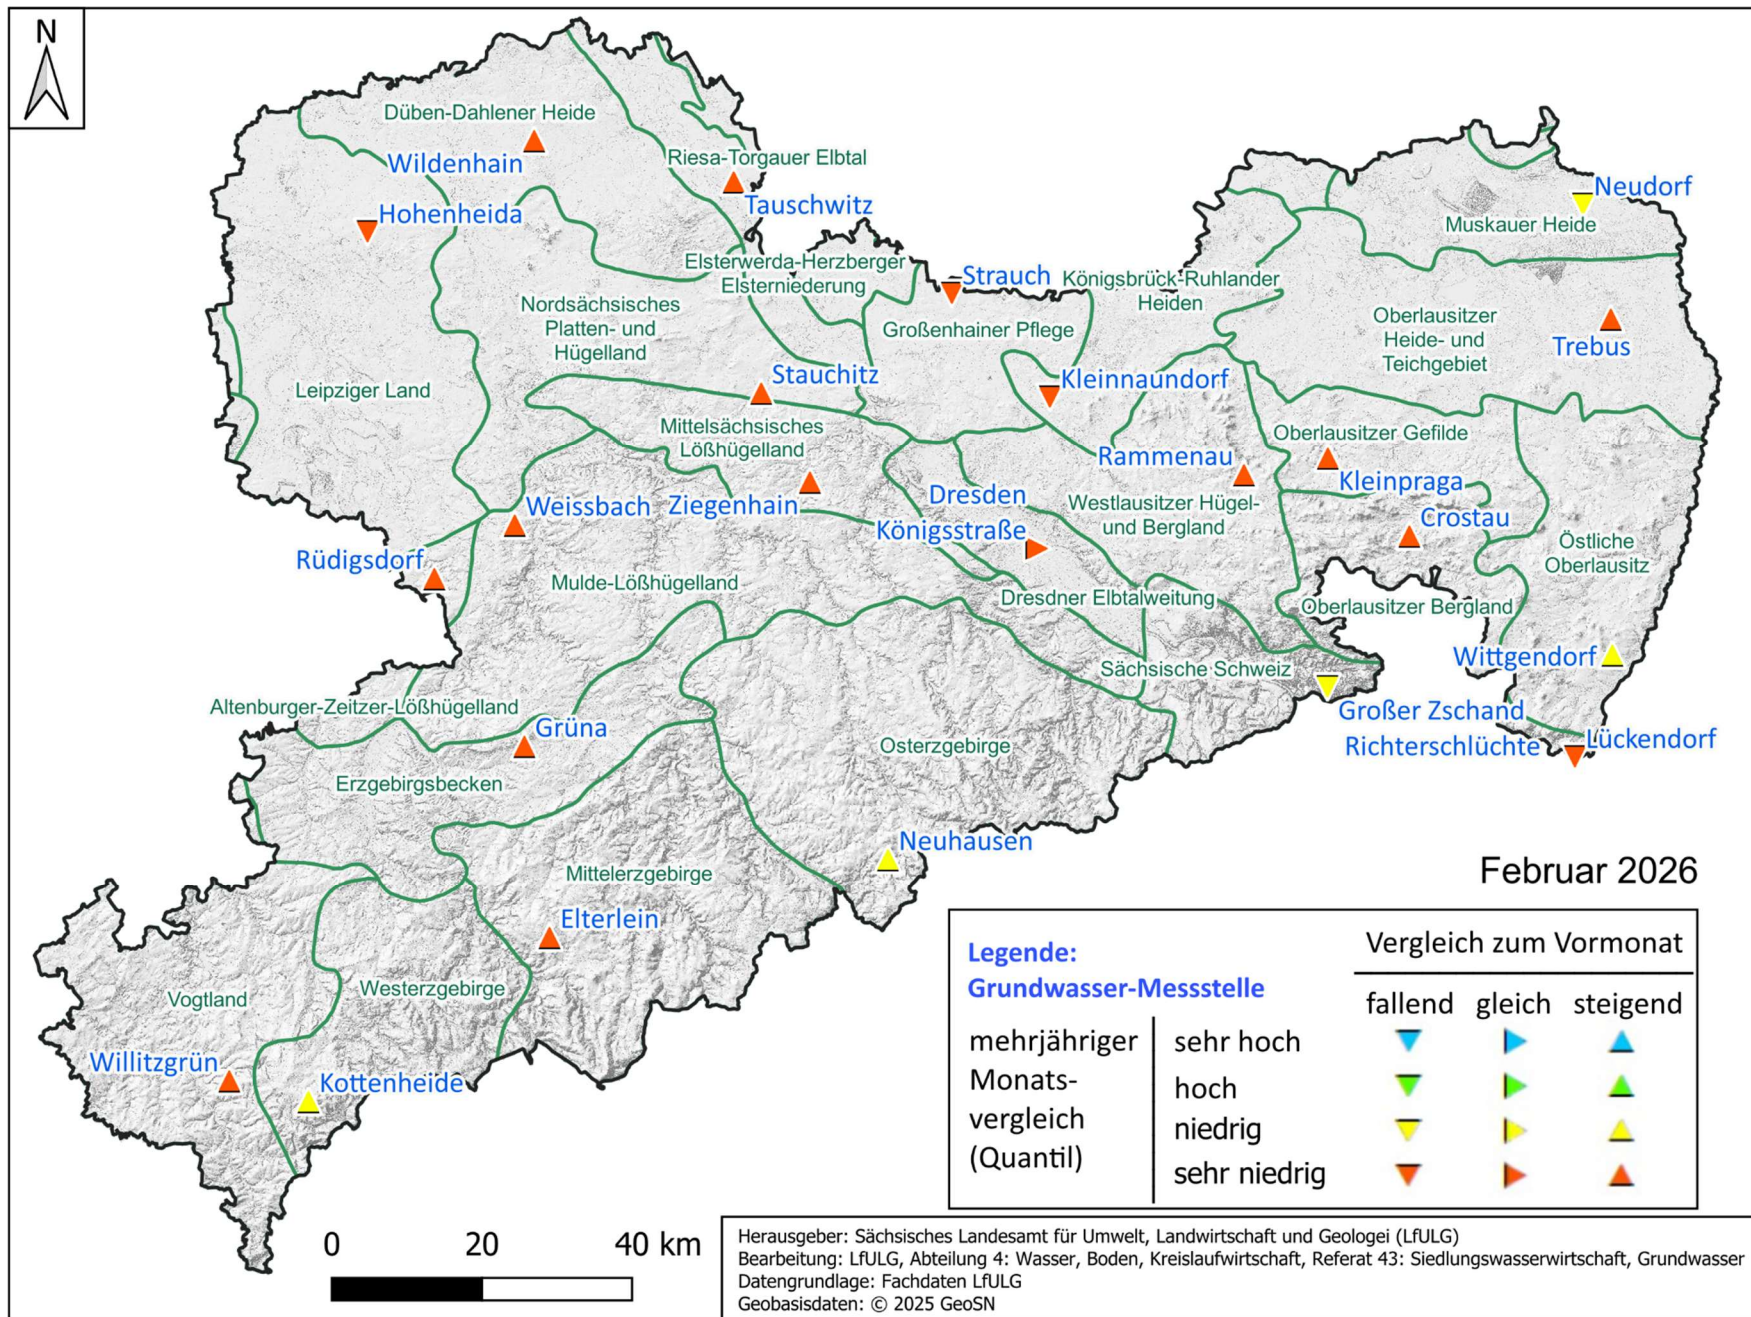 N
Düben-Dahlener Heide
Wildenhain
Riesa-Torgauer Elbtal
Tauschwitz
Hohenheida
Neudorf
Muskauer Heide
Elsterwerda-Herzberger
Elsterniederung
Strauch
Königsbrück-Ruhlander
Heiden
Nordsächsisches
Platten- und
Hügelland
Großenhainer Pflege
Oberlausitzer
Heide- und
Teichgebiet
Trebus
Leipziger Land
Stauchitz
Kleinnaundorf
Mittelsächsisches
Lößhügelland
Oberlausitzer Gefilde
Rammenau
Kleinpraga
Weissbach
Ziegenhain
Dresden
Königsstraße
Westlausitzer Hügel-
und Bergland
Crostau
Östliche
Oberlausitz
Rüdigsdorf
Mulde-Lößhügelland
Dresdner Elbtalweitung
Oberlausitzer Bergland
Wittgendorf
Sächsische Schweiz
Altenburger-Zeitzer-Lößhügelland
Großer Zschand
Richterschlüchte
Lückendorf
Grüna
Osterzgebirge
Erzgebirgsbecken
Neuhausen
Mittelerzgebirge
Elterlein
Westerzgebirge
Vogtland
Willitzgrün
Kottenheide
Februar 2026
Legende:
Grundwasser-Messstelle
Vergleich zum Vormonat
fallend gleich steigend
mehrjähriger
Monats-
vergleich
(Quantil)
sehr hoch
hoch
niedrig
sehr niedrig
0 20 40 km
Herausgeber: Sächsisches Landesamt für Umwelt, Landwirtschaft und Geologei (LfULG)
Bearbeitung: LfULG, Abteilung 4: Wasser, Boden, Kreislaufwirtschaft, Referat 43: Siedlungswasserwirtschaft, Grundwasser
Datengrundlage: Fachdaten LfULG
Geobasisdaten: © 2025 GeoSN